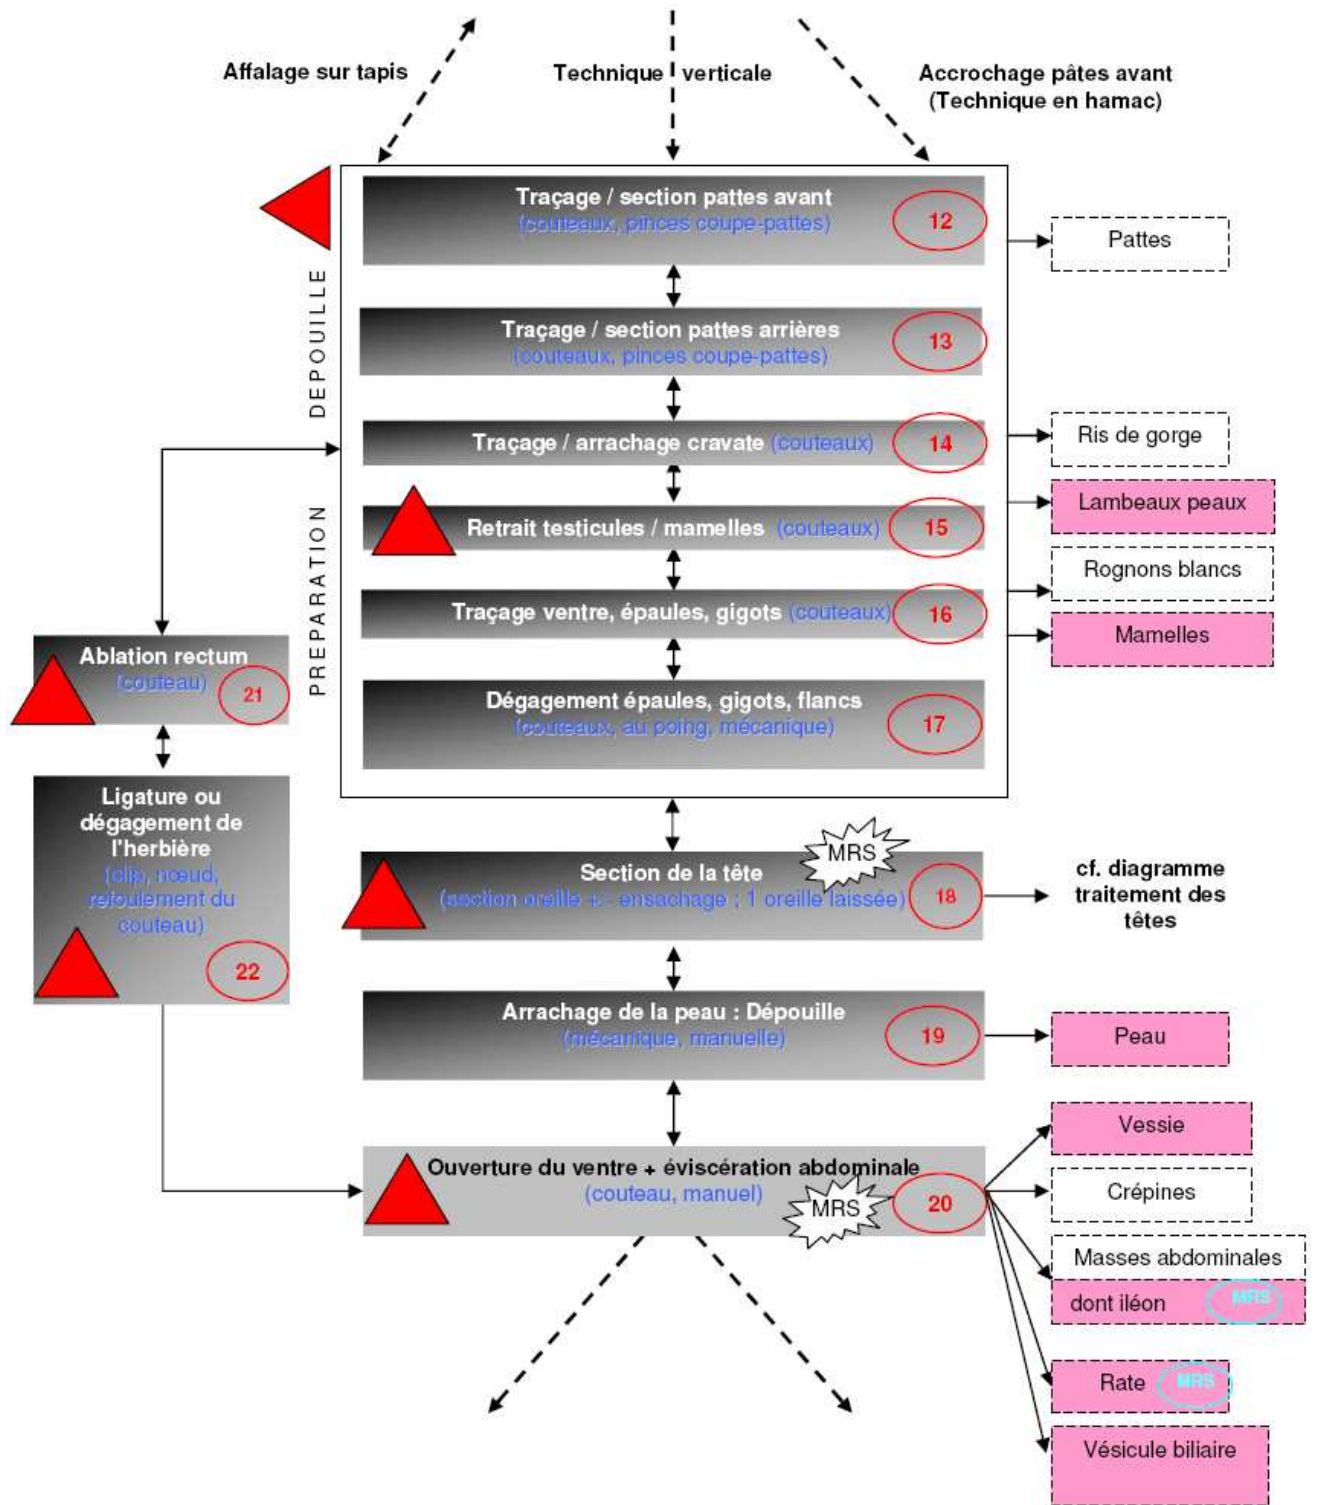 Affalage sur tapis
Technique verticale
Accrochage pâtes avant
(Technique en hamac)
DEPOUILLE
PREPARATION
Traçage / section pattes avant
(couteaux, pinces coupe-pattes)
12
Pattes
Traçage / section pattes arrières
(couteaux, pinces coupe-pattes)
13
Traçage / arrachage cravate (couteaux)
14
Ris de gorge
Lambeaux peaux
Retrait testicules / mamelles (couteaux)
15
Rognons blancs
Traçage ventre, épaules, gigots (couteaux)
16
Mamelles
Dégagement épaules, gigots, flancs
(couteaux, au poing, mécanique)
17
Ablation rectum
(couteau)
21
Ligature ou
dégagement de
l'herbière
(clip, nœud,
refoulement du
couteau)
22
MRS
Section de la tête
(section oreille +- ensachage ; 1 oreille laissée)
18
cf. diagramme
traitement des
têtes
Arrachage de la peau : Dépouille
(mécanique, manuelle)
19
Peau
Ouverture du ventre + éviscération abdominale
(couteau, manuel)
MRS
20
Vessie
Crépines
Masses abdominales
dont iléon MRS
Rate MRS
Vésicule biliaire